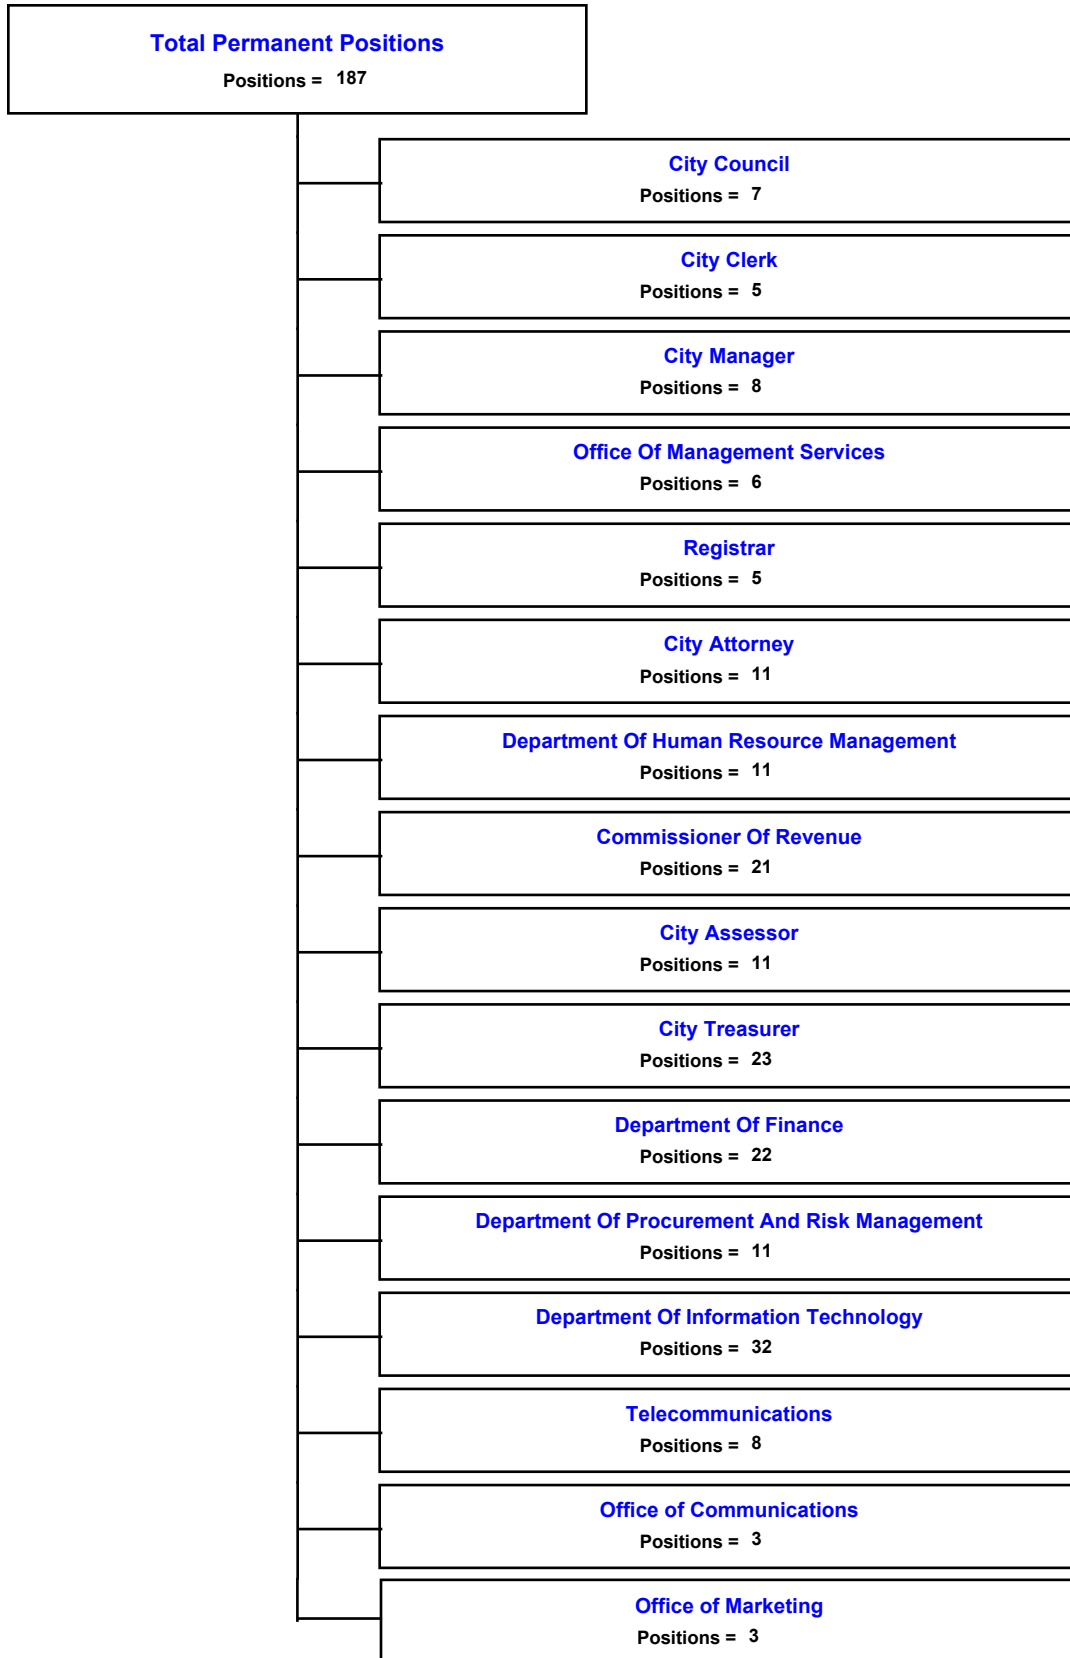 Total Permanent Positions
Positions = 187
City Council
Positions = 7
City Clerk
Positions = 5
City Manager
Positions = 8
Office Of Management Services
Positions = 6
Registrar
Positions = 5
City Attorney
Positions = 11
Department Of Human Resource Management
Positions = 11
Commissioner Of Revenue
Positions = 21
City Assessor
Positions = 11
City Treasurer
Positions = 23
Department Of Finance
Positions = 22
Department Of Procurement And Risk Management
Positions = 11
Department Of Information Technology
Positions = 32
Telecommunications
Positions = 8
Office of Communications
Positions = 3
Office of Marketing
Positions = 3